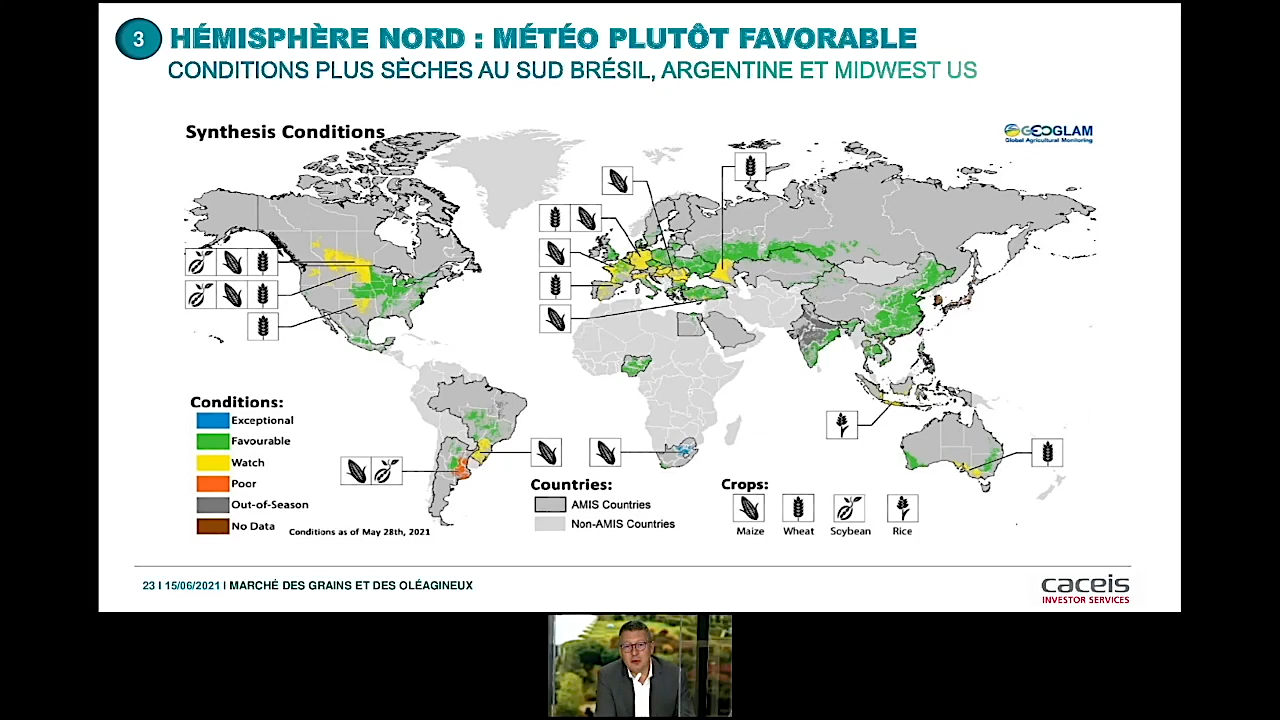 3
HÉMISPHÈRE NORD : MÉTÉO PLUTÔT FAVORABLE
CONDITIONS PLUS SÈCHES AU SUD BRÉSIL, ARGENTINE ET MIDWEST US
Synthesis Conditions
GEOGLAM
Global Agricultural Monitoring
Conditions:
Exceptional
Favourable
Watch
Poor
Out-of-Season
No Data
Conditions as of May 28th, 2021
Countries:
AMIS Countries
Non-AMIS Countries
Crops:
Maize
Wheat
Soybean
Rice
23 I 15/06/2021 I MARCHÉ DES GRAINS ET DES OLÉAGINEUX
caceis
INVESTOR SERVICES